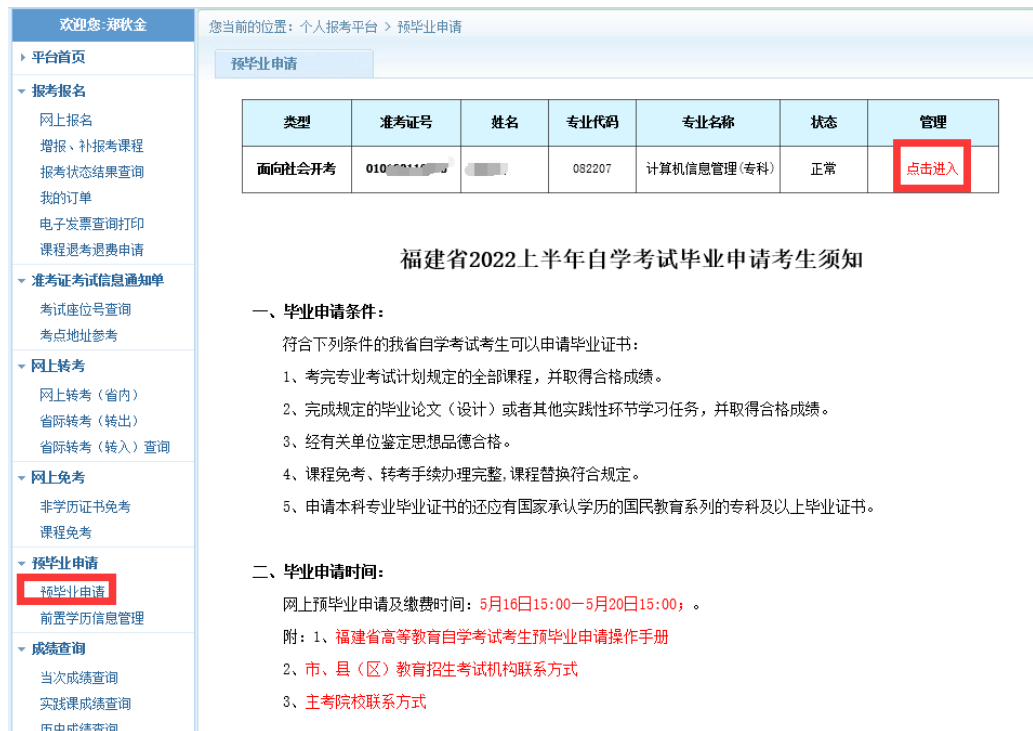 欢迎您:郑秋金
平台首页
报考报名
网上报名
增报、补报考课程
报考状态结果查询
我的订单
电子发票查询打印
课程退考退费申请
准考证考试信息通知单
考试座位号查询
考点地址参考
网上转考
网上转考（省内）
省际转考（转出）
省际转考（转入）查询
网上免考
非学历证书免考
课程免考
预毕业申请
预毕业申请
前置学历信息管理
成绩查询
当次成绩查询
实践课成绩查询
历史成绩查询
您当前的位置：个人报考平台 > 预毕业申请
预毕业申请
类型 准考证号 姓名 专业代码 专业名称 状态 管理
面向社会开考 010 082207 计算机信息管理(专科) 正常 点击进入
福建省2022上半年自学考试毕业申请考生须知
一、毕业申请条件：
符合下列条件的我省自学考试考生可以申请毕业证书：
1、考完专业考试计划规定的全部课程，并取得合格成绩。
2、完成规定的毕业论文（设计）或者其他实践性环节学习任务，并取得合格成绩。
3、经有关单位鉴定思想品德合格。
4、课程免考、转考手续办理完整,课程替换符合规定。
5、申请本科专业毕业证书的还应有国家承认学历的国民教育系列的专科及以上毕业证书。
二、毕业申请时间：
网上预毕业申请及缴费时间：5月16日15:00—5月20日15:00；。
附：1、福建省高等教育自学考试考生预毕业申请操作手册
2、市、县（区）教育招生考试机构联系方式
3、主考院校联系方式